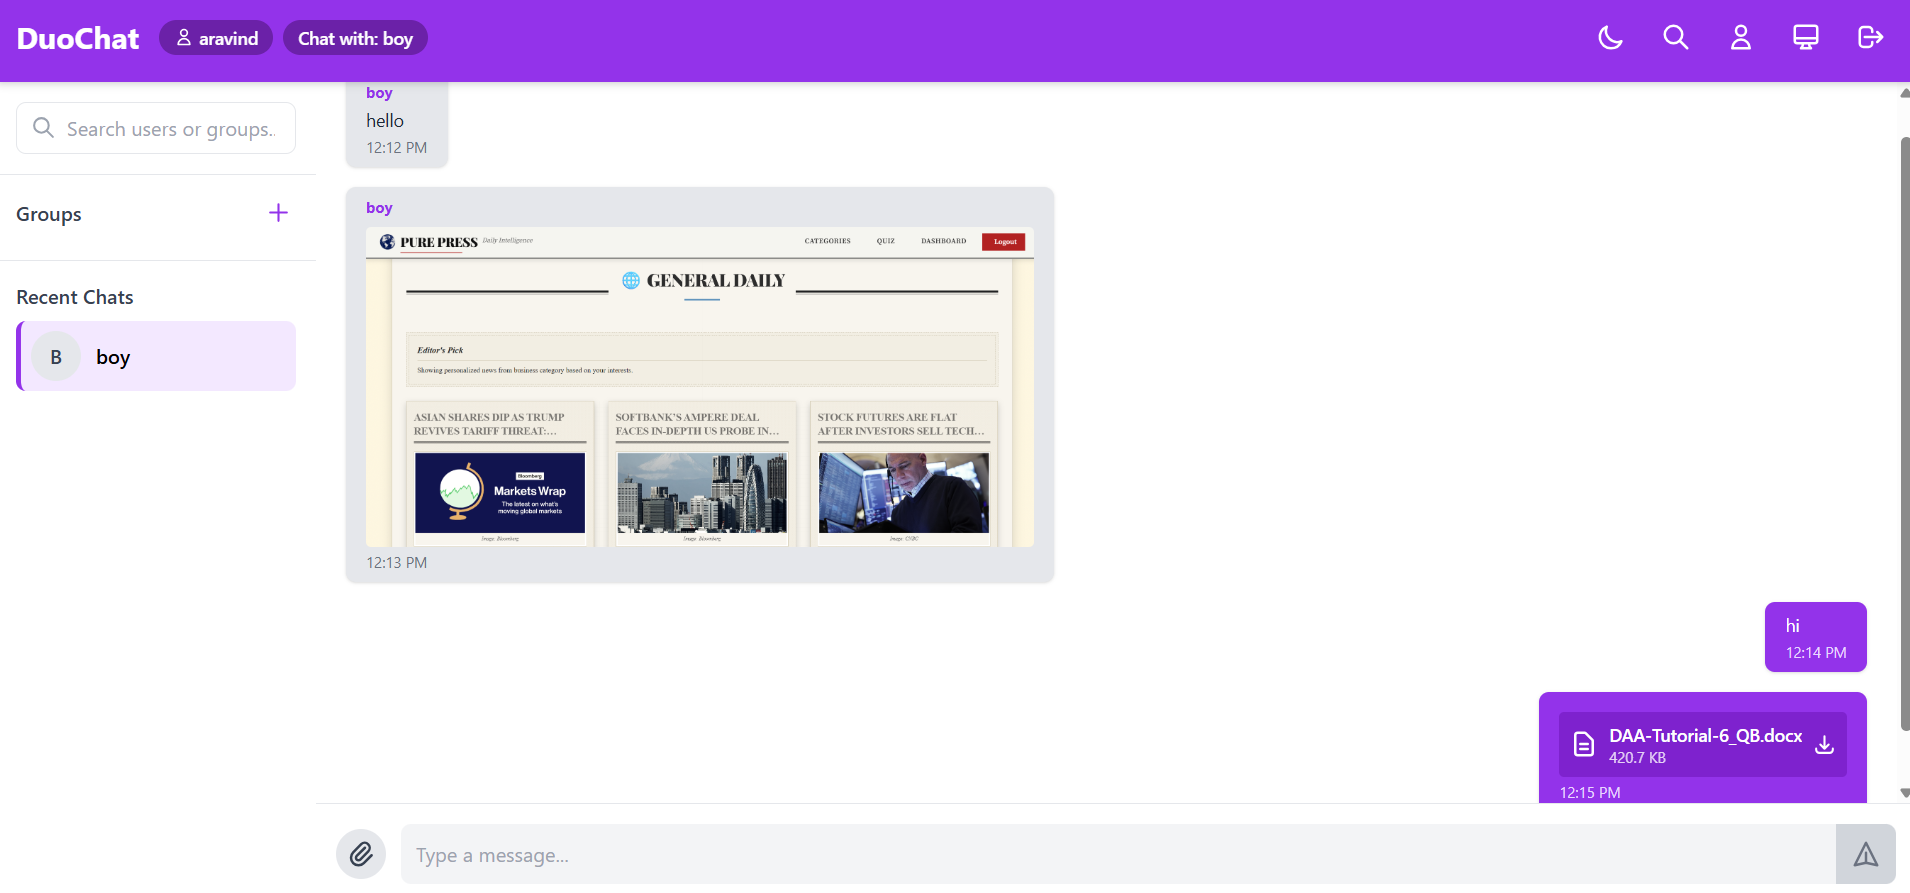 DuoChat
aravind
Chat with: boy
Search users or groups..
Groups
Recent Chats
B
boy
boy
hello
12:12 PM
boy
PURE PRESS
Daily Intelligence
CATEGORIES
QUIZ
DASHBOARD
Logout
GENERAL DAILY
Editor's Pick
Showing personalized news from business category based on your interests.
ASIAN SHARES DIP AS TRUMP
REVIVES TARIFF THREAT:...
SOFTBANK'S AMPERE DEAL
FACES IN-DEPTH US PROBE IN...
STOCK FUTURES ARE FLAT
AFTER INVESTORS SELL TECH...
Bloomberg
Markets Wrap
The latest on what's
moving global markets
Image: Bloomberg
Image: Bloomberg
Image: CNBC
12:13 PM
hi
12:14 PM
DAA-Tutorial-6_QB.docx
420.7 KB
12:15 PM
Type a message...